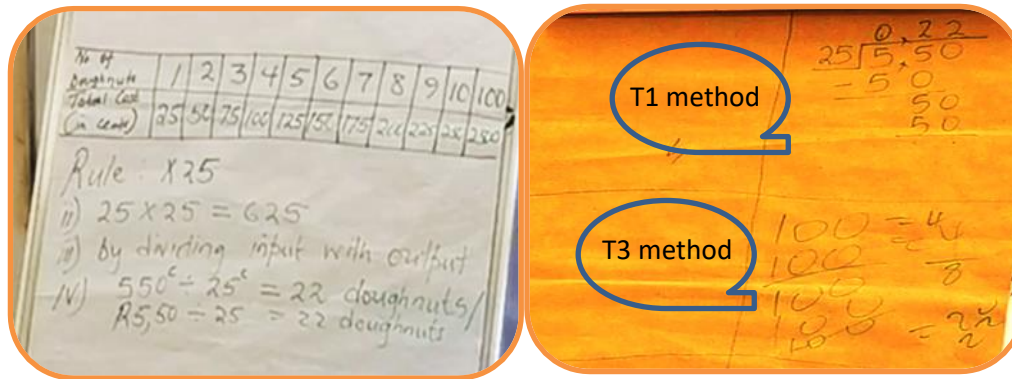 No of Doughnuts 1 2 3 4 5 6 7 8 9 10 100
Total Cost (in cents) 25 50 75 100 125 150 175 200 225 250
Rule : X25
ii) 25 X 25 = 625
iii) by dividing input with output
IV) 550c ÷ 25c = 22 doughnuts/
R5,50 ÷ 25 = 22 doughnuts
T1 method
0,22
25 5,50
- 50
50
50
T3 method
100 = 4
100
100
100